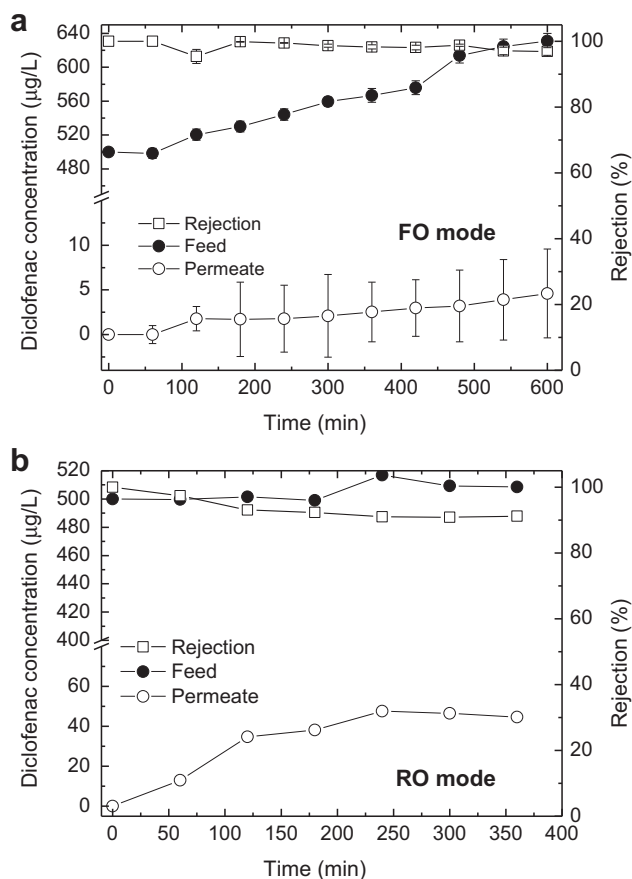 a
Diclofenac concentration (µg/L)
640
600
560
520
480
10
5
0
100
80
60
40
20
0
Rejection (%)
Rejection
Feed
Permeate
FO mode
0 100 200 300 400 500 600
Time (min)
b
Diclofenac concentration (µg/L)
520
500
480
460
440
420
400
60
40
20
0
100
80
60
40
20
0
Rejection (%)
Rejection
Feed
Permeate
RO mode
0 50 100 150 200 250 300 350 400
Time (min)